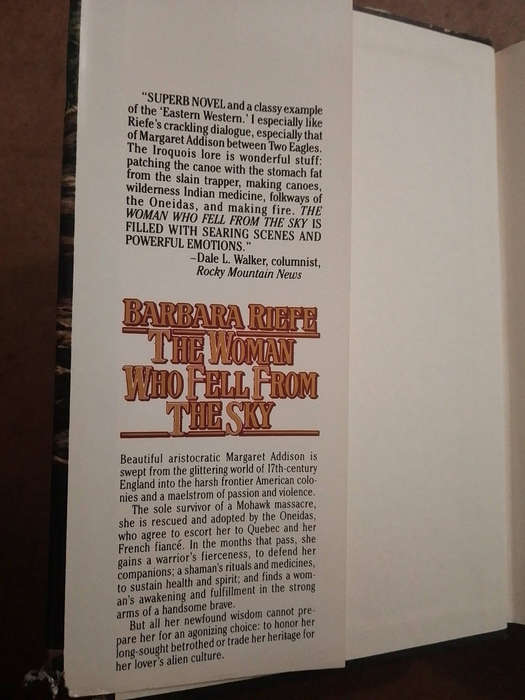 "SUPERB NOVEL and a classy example
of the 'Eastern Western.' I especially like
Riefe's crackling dialogue, especially that
of Margaret Addison between Two Eagles.
The Iroquois lore is wonderful stuff:
patching the canoe with the stomach fat
from the slain trapper, making canoes,
wilderness Indian medicine, folkways of
the Oneidas, and making fire. THE
WOMAN WHO FELL FROM THE SKY IS
FILLED WITH SEARING SCENES AND
POWERFUL EMOTIONS."
–Dale L. Walker, columnist,
Rocky Mountain News
BARBARA RIEFE
THE WOMAN
WHO FELL FROM
THE SKY
Beautiful aristocratic Margaret Addison is
swept from the glittering world of 17th-century
England into the harsh frontier American colo-
nies and a maelstrom of passion and violence.
The sole survivor of a Mohawk massacre,
she is rescued and adopted by the Oneidas,
who agree to escort her to Quebec and her
French fiancé. In the months that pass, she
gains a warrior's fierceness, to defend her
companions; a shaman's rituals and medicines,
to sustain health and spirit; and finds a wom-
an's awakening and fulfillment in the strong
arms of a handsome brave.
But all her newfound wisdom cannot pre-
pare her for an agonizing choice: to honor her
long-sought betrothed or trade her heritage for
her lover's alien culture.